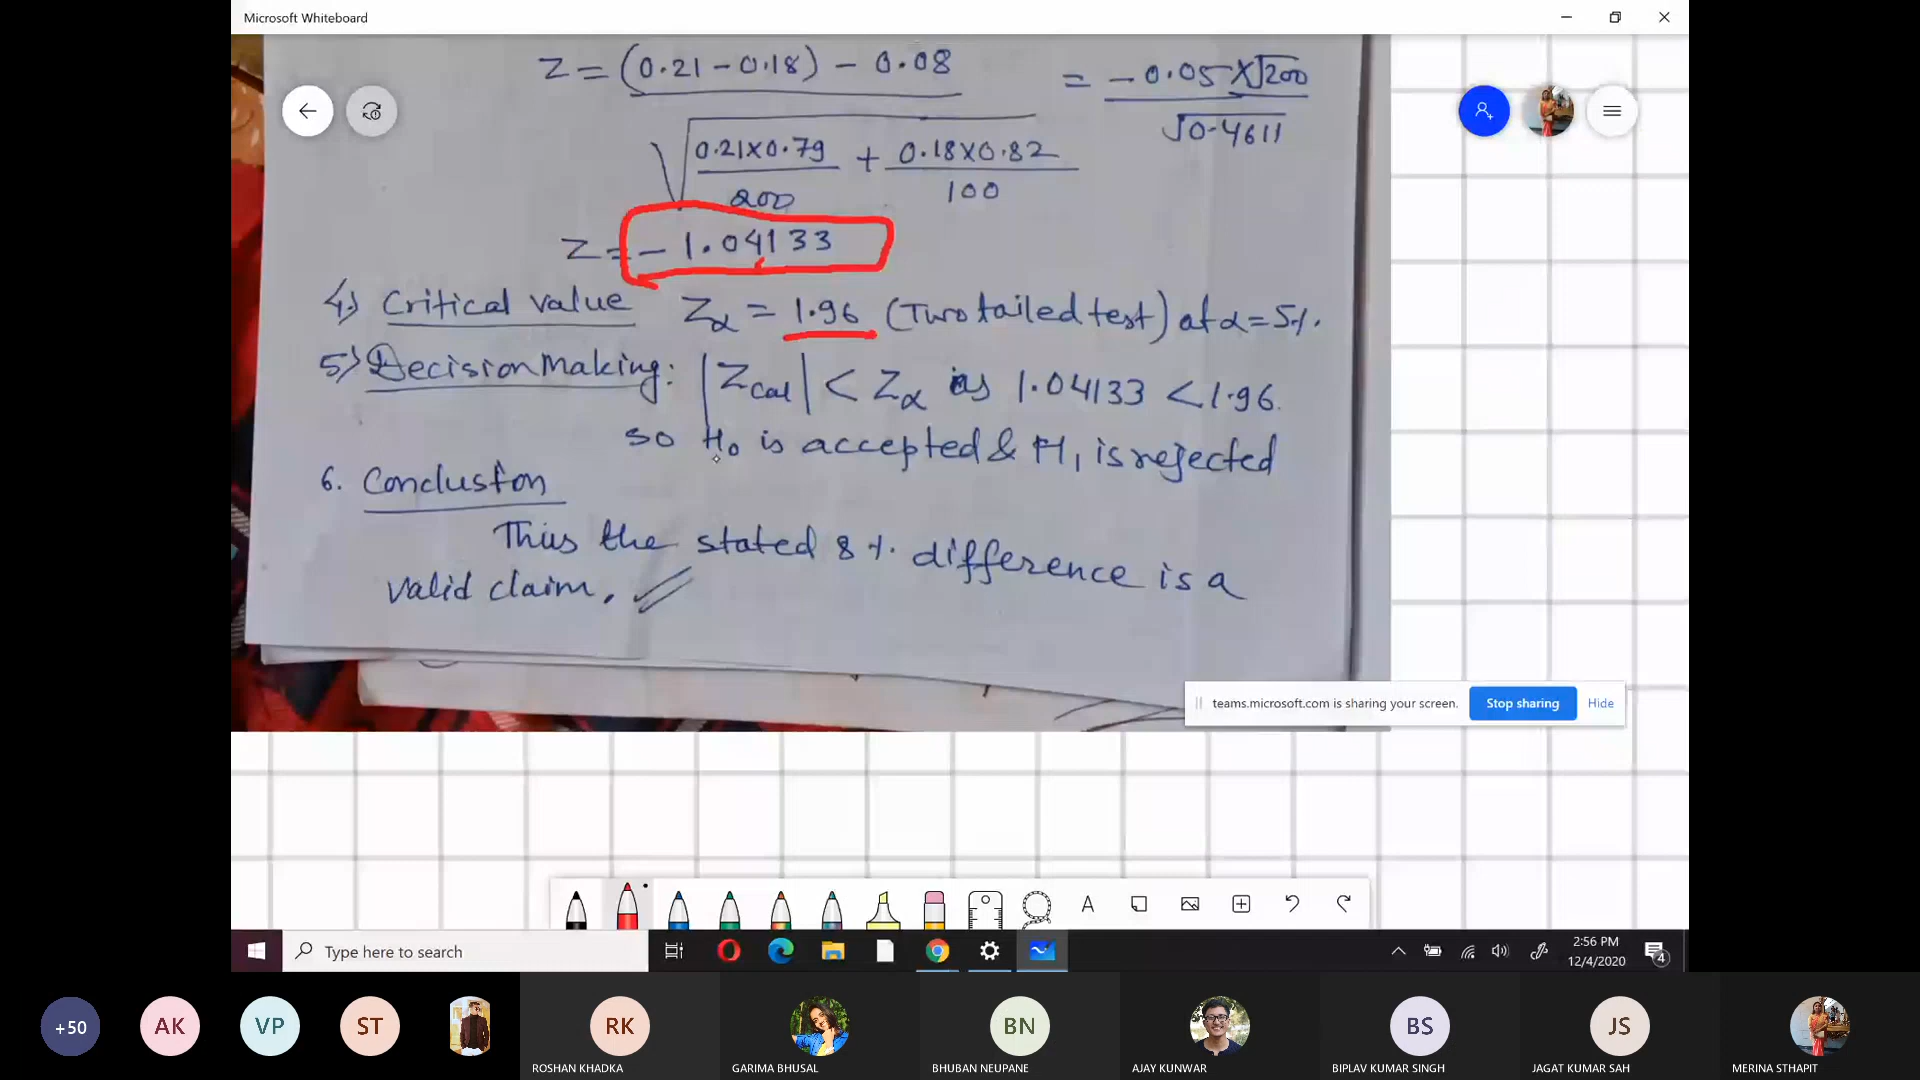 Microsoft Whiteboard
Z = (0.21 - 0.18) - 0.08 = -0.05 × √200
√0.4611
0.21×0.79 + 0.18×0.82
200 100
Z = - 1.04133
4.) Critical value Zα = 1.96 (Two tailed test) at α = 5%.
5) Decision Making: |Zcal| < Zα as 1.04133 < 1.96.
so H₀ is accepted & H₁ is rejected
6. Conclusion
Thus the stated 8 % difference is a
valid claim.
teams.microsoft.com is sharing your screen. Stop sharing Hide
A
Type here to search
2:56 PM
12/4/2020
4
+50 AK VP ST RK BN BS JS
ROSHAN KHADKA GARIMA BHUSAL BHUBAN NEUPANE AJAY KUNWAR BIPLAV KUMAR SINGH JAGAT KUMAR SAH MERINA STHAPIT